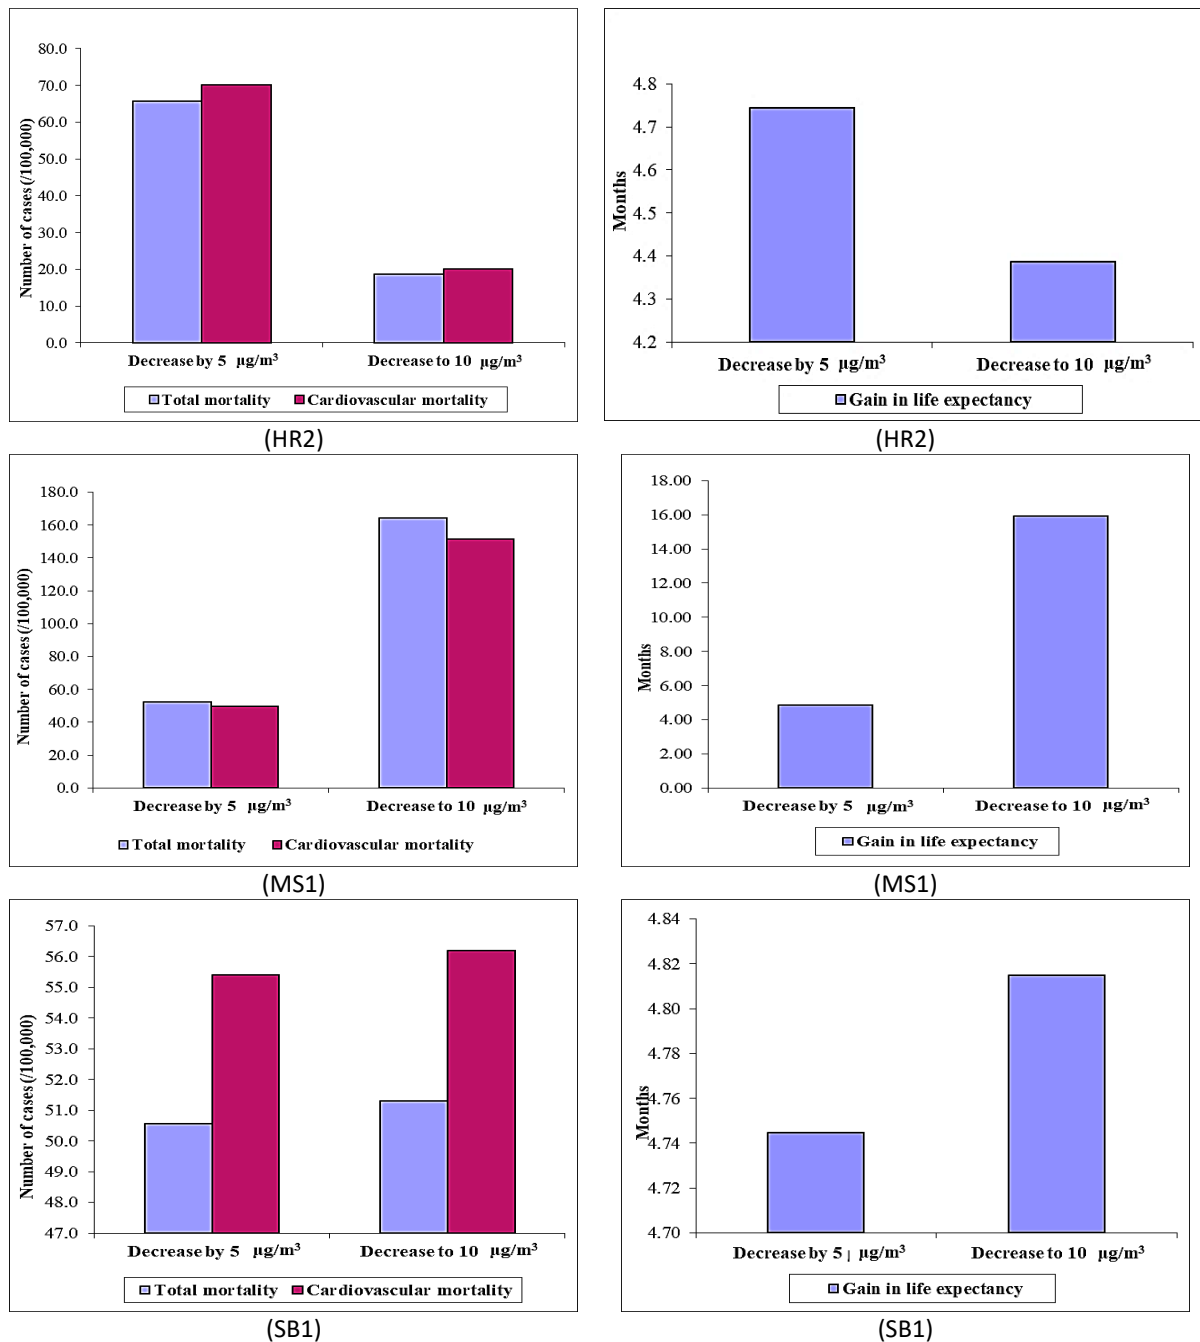 80.0
70.0
60.0
50.0
40.0
30.0
20.0
10.0
0.0
Number of cases (/100,000)
Decrease by 5 µg/m³
Decrease to 10 µg/m³
Total mortality
Cardiovascular mortality
(HR2)
4.8
4.7
4.6
4.5
4.4
4.3
4.2
Months
Decrease by 5 µg/m³
Decrease to 10 µg/m³
Gain in life expectancy
(HR2)
180.0
160.0
140.0
120.0
100.0
80.0
60.0
40.0
20.0
0.0
Number of cases (/100,000)
Decrease by 5 µg/m³
Decrease to 10 µg/m³
Total mortality
Cardiovascular mortality
(MS1)
18.00
16.00
14.00
12.00
10.00
8.00
6.00
4.00
2.00
0.00
Months
Decrease by 5 µg/m³
Decrease to 10 µg/m³
Gain in life expectancy
(MS1)
57.0
56.0
55.0
54.0
53.0
52.0
51.0
50.0
49.0
48.0
47.0
Number of cases (/100,000)
Decrease by 5 µg/m³
Decrease to 10 µg/m³
Total mortality
Cardiovascular mortality
(SB1)
4.84
4.82
4.80
4.78
4.76
4.74
4.72
4.70
Months
Decrease by 5 µg/m³
Decrease to 10 µg/m³
Gain in life expectancy
(SB1)